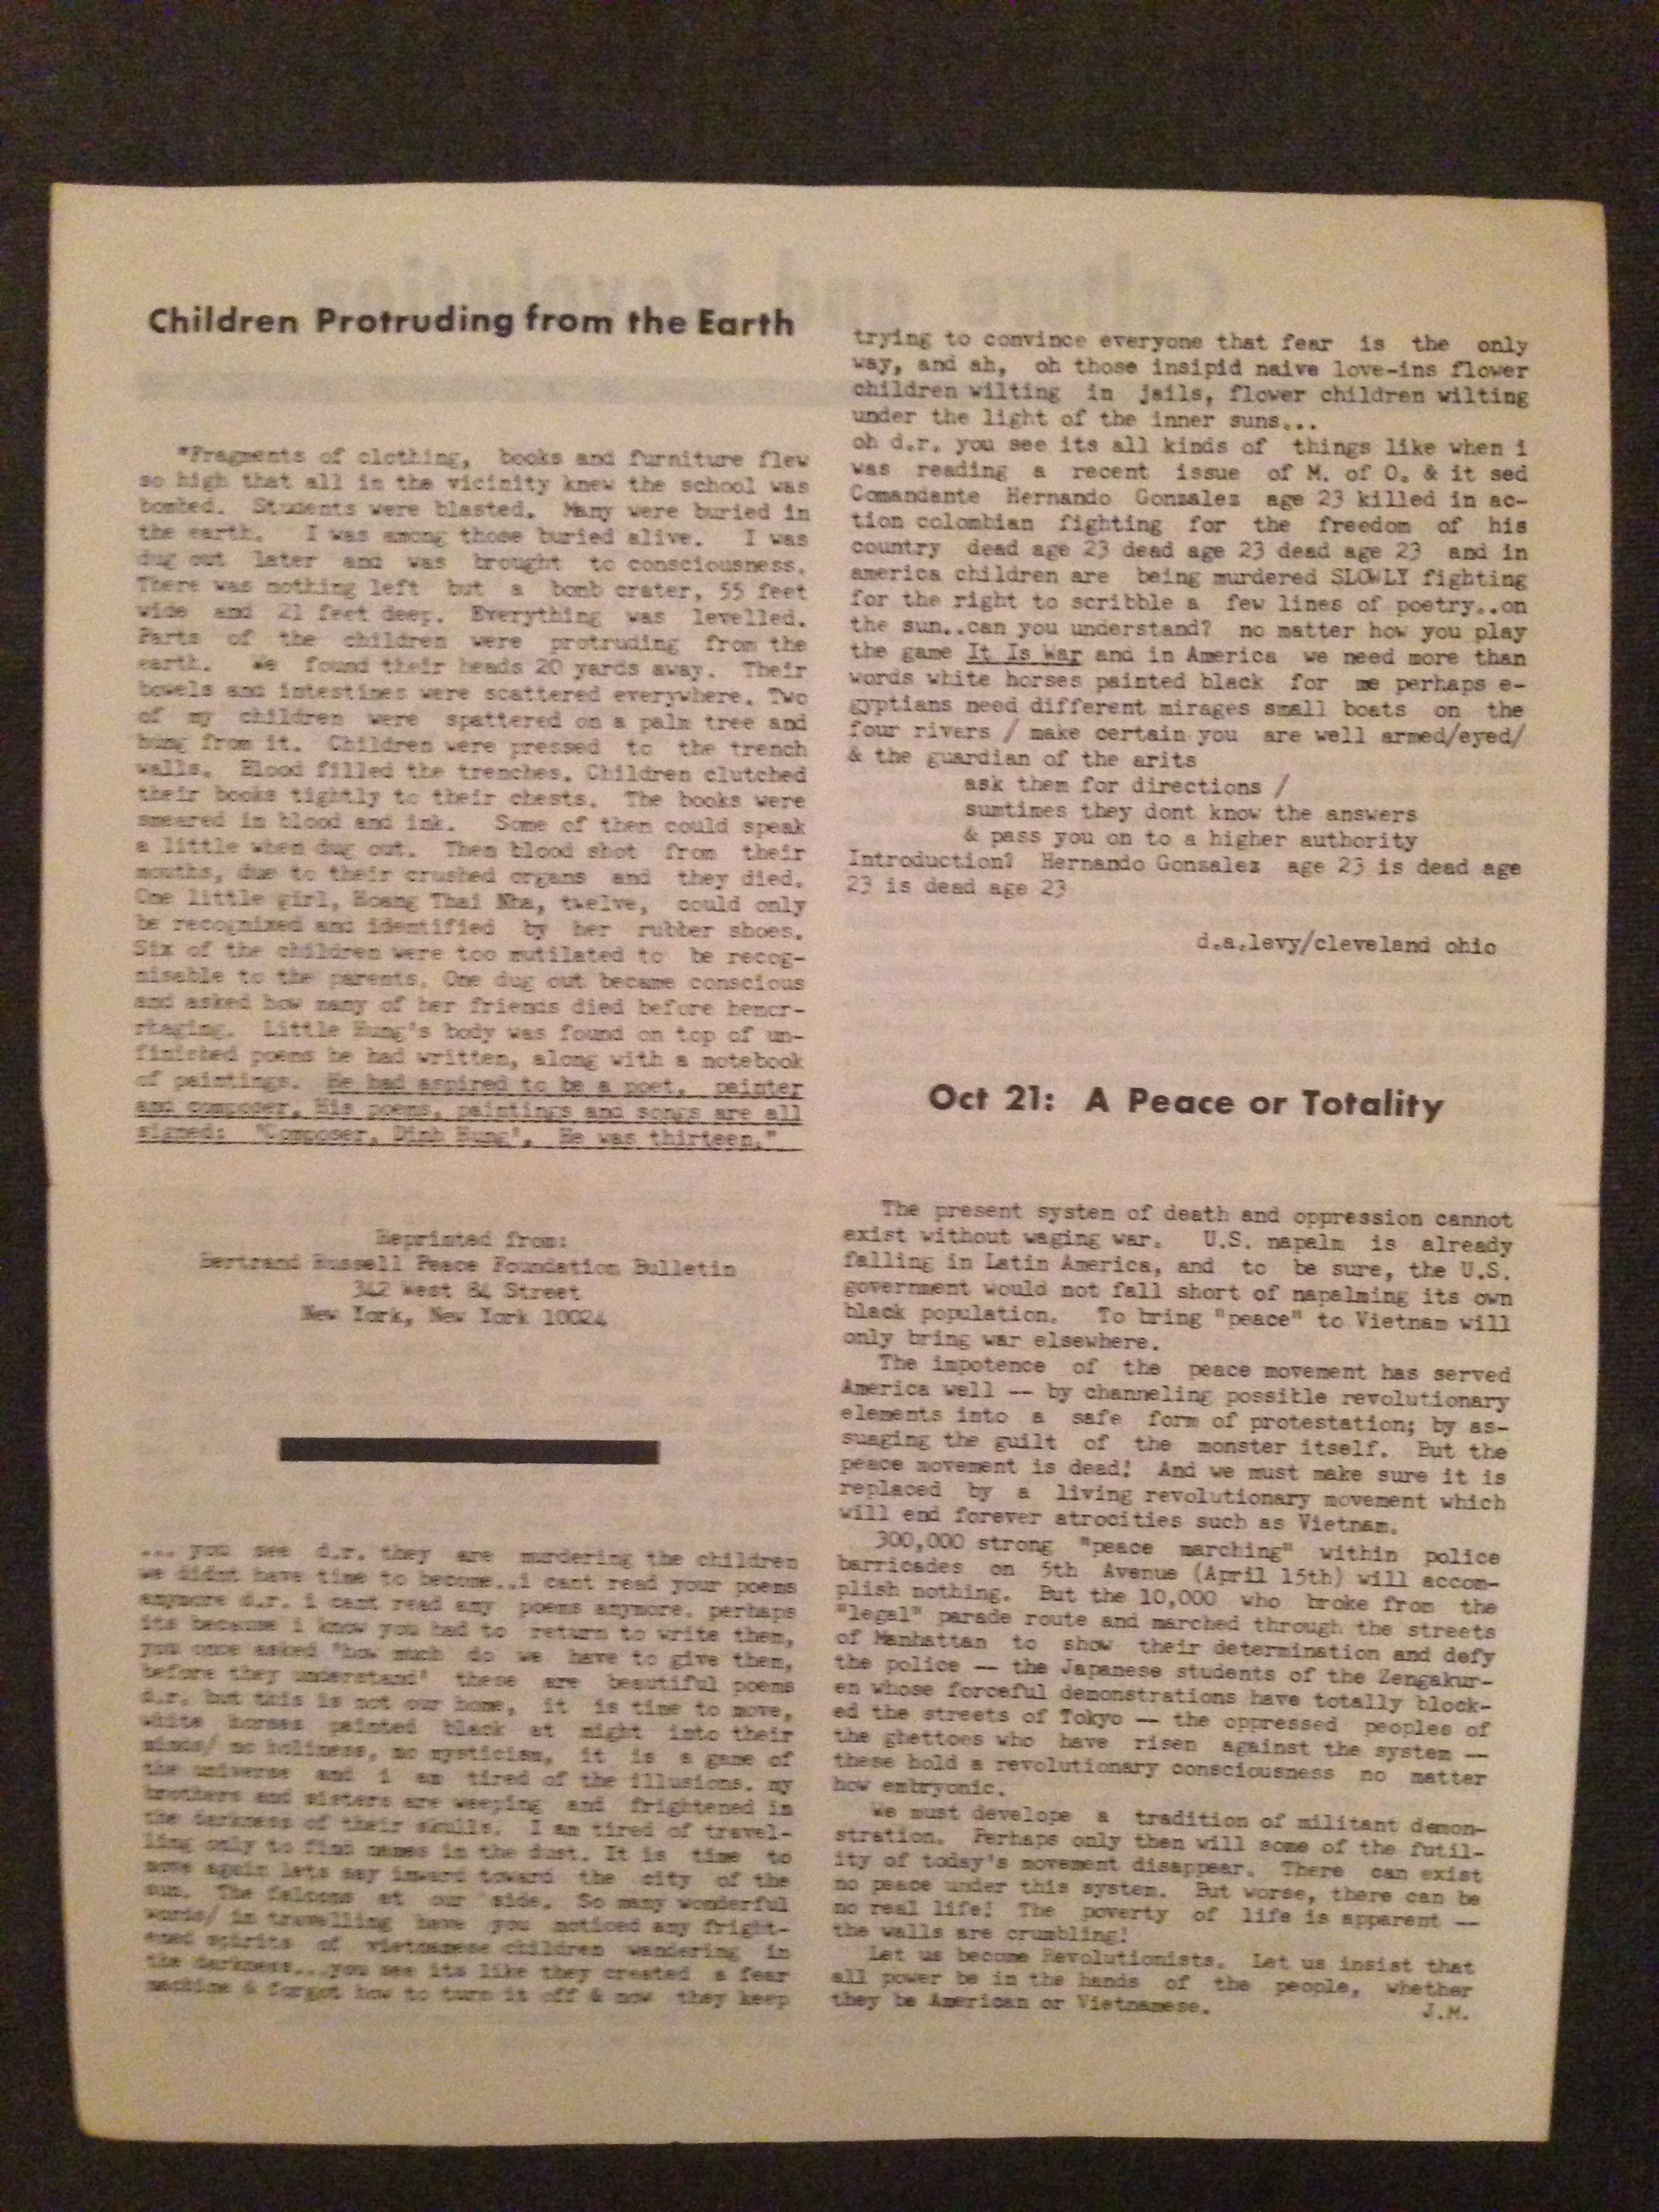 Children Protruding from the Earth
"Fragments of clothing, books and furniture flew
so high that all in the vicinity knew the school was
bombed. Students were blasted. Many were buried in
the earth. I was among those buried alive. I was
dug out later and was brought to consciousness.
There was nothing left but a bomb crater, 55 feet
wide and 21 feet deep. Everything was levelled.
Parts of the children were protruding from the
earth. We found their heads 20 yards away. Their
bowels and intestines were scattered everywhere. Two
of my children were spattered on a palm tree and
hung from it. Children were pressed to the trench
walls. Blood filled the trenches. Children clutched
their books tightly to their chests. The books were
smeared in blood and ink. Some of them could speak
a little when dug out. Then blood shot from their
mouths, due to their crushed organs and they died.
One little girl, Hoang Thai Nha, twelve, could only
be recognized and identified by her rubber shoes.
Six of the children were too mutilated to be recog-
nisable to the parents. One dug out became conscious
and asked how many of her friends died before hemor-
rhaging. Little Hung's body was found on top of un-
finished poems he had written, along with a notebook
of paintings. He had aspired to be a poet, painter
and composer. His poems, paintings and songs are all
signed: 'Composer, Dinh Hung'. He was thirteen."
Reprinted from:
Bertrand Russell Peace Foundation Bulletin
342 West 84 Street
New York, New York 10024
... you see d.r. they are murdering the children
we didnt have time to become..i cant read your poems
anymore d.r. i cant read any poems anymore. perhaps
its because i know you had to return to write them,
you once asked "how much do we have to give them,
before they understand" these are beautiful poems
d.r. but this is not our home, it is time to move,
white horses painted black at night into their
minds/ no holiness, no mysticism, it is a game of
the universe and i am tired of the illusions. my
brothers and sisters are weeping and frightened in
the darkness of their skulls. I am tired of travel-
ling only to find names in the dust. It is time to
move again lets say inward toward the city of the
sun. The falcons at our side. So many wonderful
words/ in travelling have you noticed any fright-
ened spirits of vietnamese children wandering in
the darkness...you see its like they created a fear
machine & forgot how to turn it off & now they keep
trying to convince everyone that fear is the only
way, and ah, oh those insipid naive love-ins flower
children wilting in jails, flower children wilting
under the light of the inner suns...
oh d.r. you see its all kinds of things like when i
was reading a recent issue of M. of O. & it sed
Comandante Hernando Gonzalez age 23 killed in ac-
tion colombian fighting for the freedom of his
country dead age 23 dead age 23 dead age 23 and in
america children are being murdered SLOWLY fighting
for the right to scribble a few lines of poetry..on
the sun..can you understand? no matter how you play
the game It Is War and in America we need more than
words white horses painted black for me perhaps e-
gyptians need different mirages small boats on the
four rivers / make certain you are well armed/eyed/
& the guardian of the arits
ask them for directions /
sumtimes they dont know the answers
& pass you on to a higher authority
Introduction? Hernando Gonzalez age 23 is dead age
23 is dead age 23
d.a.levy/cleveland ohio
Oct 21: A Peace or Totality
The present system of death and oppression cannot
exist without waging war. U.S. napalm is already
falling in Latin America, and to be sure, the U.S.
government would not fall short of napalming its own
black population. To bring "peace" to Vietnam will
only bring war elsewhere.
The impotence of the peace movement has served
America well -- by channeling possible revolutionary
elements into a safe form of protestation; by as-
suaging the guilt of the monster itself. But the
peace movement is dead! And we must make sure it is
replaced by a living revolutionary movement which
will end forever atrocities such as Vietnam.
300,000 strong "peace marching" within police
barricades on 5th Avenue (April 15th) will accom-
plish nothing. But the 10,000 who broke from the
"legal" parade route and marched through the streets
of Manhattan to show their determination and defy
the police -- the Japanese students of the Zengakur-
en whose forceful demonstrations have totally block-
ed the streets of Tokyo -- the oppressed peoples of
the ghettoes who have risen against the system --
these hold a revolutionary consciousness no matter
how embryonic.
We must develope a tradition of militant demon-
stration. Perhaps only then will some of the futil-
ity of today's movement disappear. There can exist
no peace under this system. But worse, there can be
no real life! The poverty of life is apparent --
the walls are crumbling!
Let us become Revolutionists. Let us insist that
all power be in the hands of the people, whether
they be American or Vietnamese. J.M.